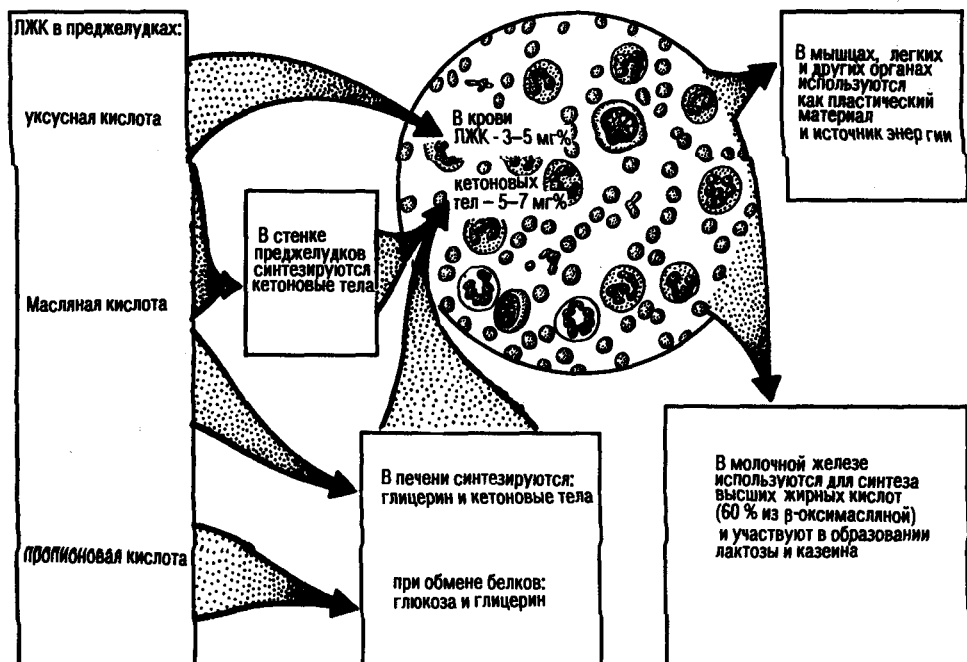 ЛЖК в преджелудках:
уксусная кислота
Масляная кислота
пропионовая кислота
В стенке
преджелудков
синтезируются
кетоновые тела
В крови
ЛЖК - 3–5 мг%
кетоновых
тел – 5–7 мг%
В печени синтезируются:
глицерин и кетоновые тела
при обмене белков:
глюкоза и глицерин
В мышцах, легких
и других органах
используются
как пластический
материал
и источник энер гии
В молочной железе
используются для синтеза
высших жирных кислот
(60 % из β-оксимасляной)
и участвуют в образовании
лактозы и казеина